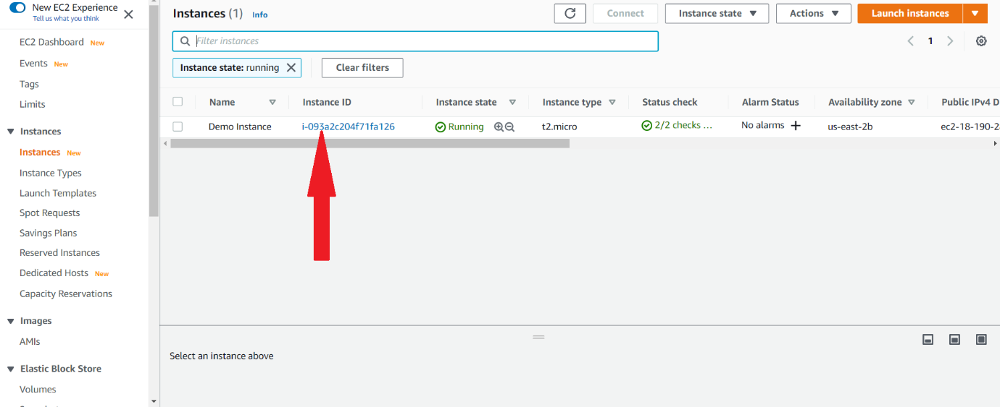 New EC2 Experience
Tell us what you think
EC2 Dashboard New
Events New
Tags
Limits
Instances
Instances New
Instance Types
Launch Templates
Spot Requests
Savings Plans
Reserved Instances
Dedicated Hosts New
Capacity Reservations
Images
AMIs
Elastic Block Store
Volumes
Instances (1) Info
Connect
Instance state
Actions
Launch instances
Filter instances
1
Instance state: running
Clear filters
Name Instance ID Instance state Instance type Status check Alarm Status Availability zone Public IPv4 D
Demo Instance i-093a2c204f71fa126 Running t2.micro 2/2 checks ... No alarms + us-east-2b ec2-18-190-2
Select an instance above